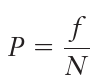 P = f/N